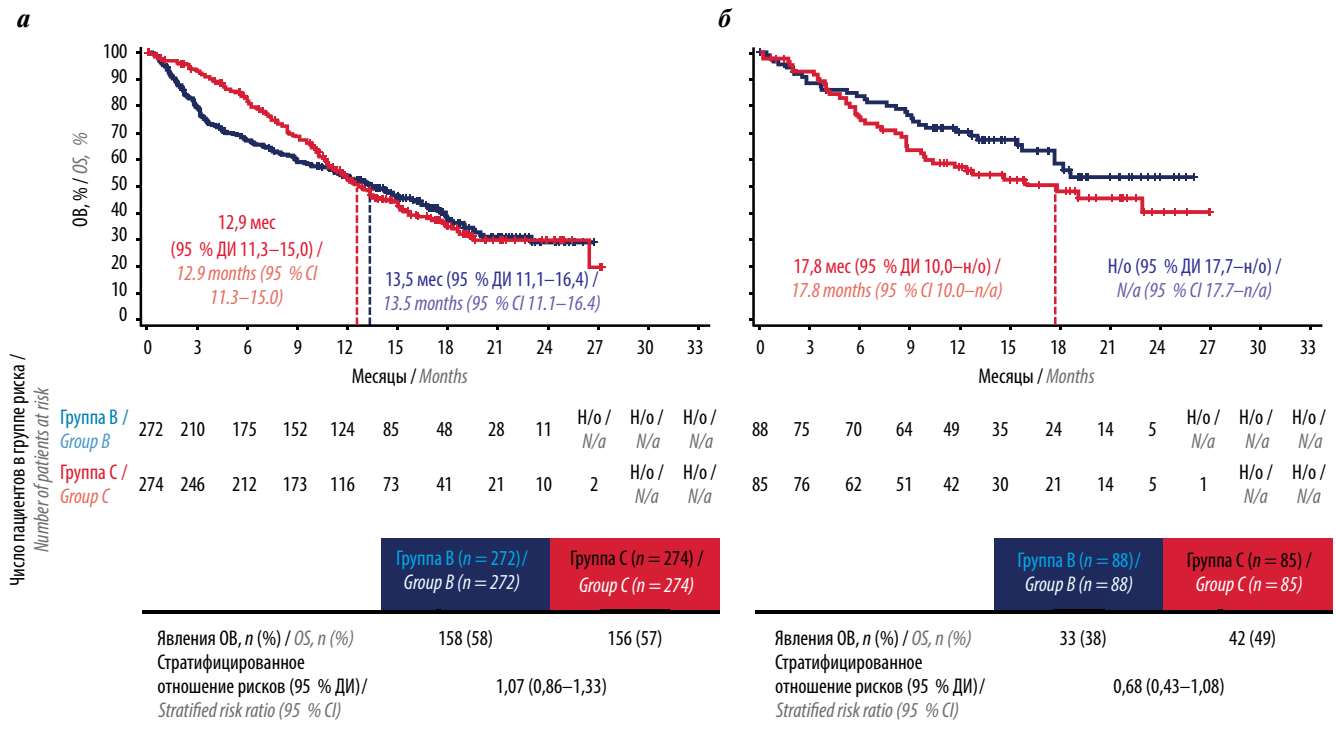 а
100
90
80
70
60
50
40
30
20
10
0
ОВ, % / OS, %
12,9 мес
(95 % ДИ 11,3–15,0) /
12.9 months (95 % CI
11.3–15.0)
13,5 мес (95 % ДИ 11,1–16,4) /
13.5 months (95 % CI 11.1–16.4)
0 3 6 9 12 15 18 21 24 27 30 33
Месяцы / Months
б
17,8 мес (95 % ДИ 10,0–н/о) /
17.8 months (95 % CI 10.0–n/a)
Н/о (95 % ДИ 17,7–н/о) /
N/a (95 % CI 17.7–n/a)
0 3 6 9 12 15 18 21 24 27 30 33
Месяцы / Months
Число пациентов в группе риска /
Number of patients at risk
Группа B /
Group B
272 210 175 152 124 85 48 28 11 Н/о / Н/о / Н/о /
N/a N/a N/a
88 75 70 64 49 35 24 14 5 Н/о / Н/о / Н/о /
N/a N/a N/a
Группа C /
Group C
274 246 212 173 116 73 41 21 10 2 Н/о / Н/о /
N/a N/a
85 76 62 51 42 30 21 14 5 1 Н/о / Н/о /
N/a N/a
Группа B (n = 272) / Группа C (n = 274) /
Group B (n = 272) Group C (n = 274)
Явления ОВ, n (%) / OS, n (%) 158 (58) 156 (57)
Стратифицированное
отношение рисков (95 % ДИ)/ 1,07 (0,86–1,33)
Stratified risk ratio (95 % CI)
Группа B (n = 88) / Группа C (n = 85) /
Group B (n = 88) Group C (n = 85)
Явления ОВ, n (%) / OS, n (%) 33 (38) 42 (49)
Стратифицированное
отношение рисков (95 % ДИ)/ 0,68 (0,43–1,08)
Stratified risk ratio (95 % CI)